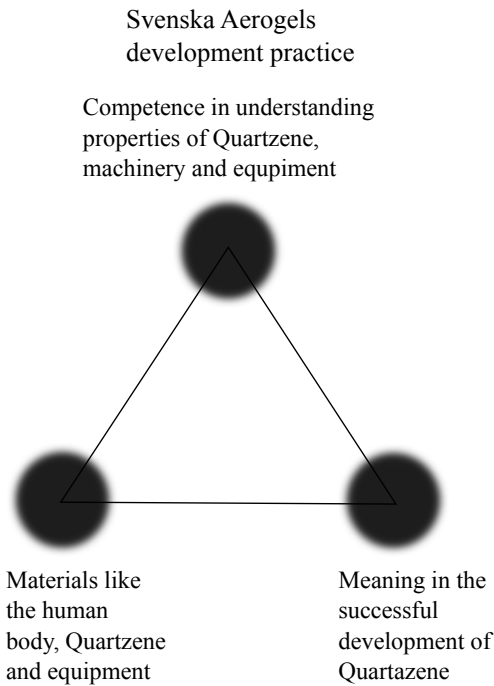 Svenska Aerogels
development practice
Competence in understanding
properties of Quartzene,
machinery and equpiment
Materials like
the human
body, Quartzene
and equipment
Meaning in the
successful
development of
Quartazene